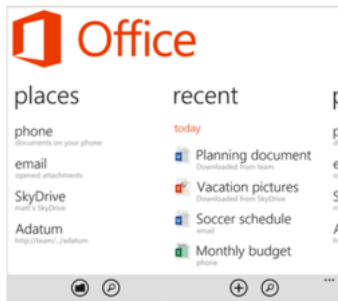 Office
places
phone
documents on your phone
email
opened attachments
SkyDrive
matt's SkyDrive
Adatum
http://team/../adatum
recent
today
Planning document
Downloaded from team
Vacation pictures
Downloaded from SkyDrive
Soccer schedule
email
Monthly budget
phone